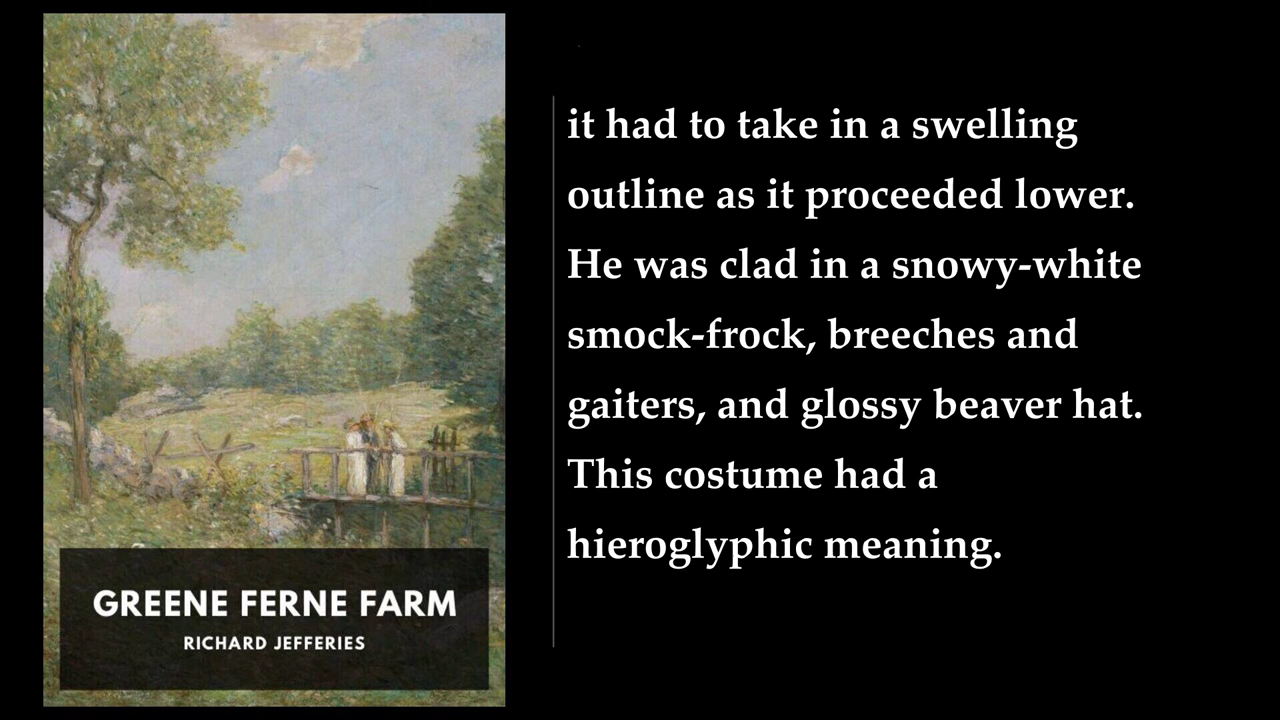 it had to take in a swelling
outline as it proceeded lower.
He was clad in a snowy-white
smock-frock, breeches and
gaiters, and glossy beaver hat.
This costume had a
hieroglyphic meaning.
GREENE FERNE FARM
RICHARD JEFFERIES